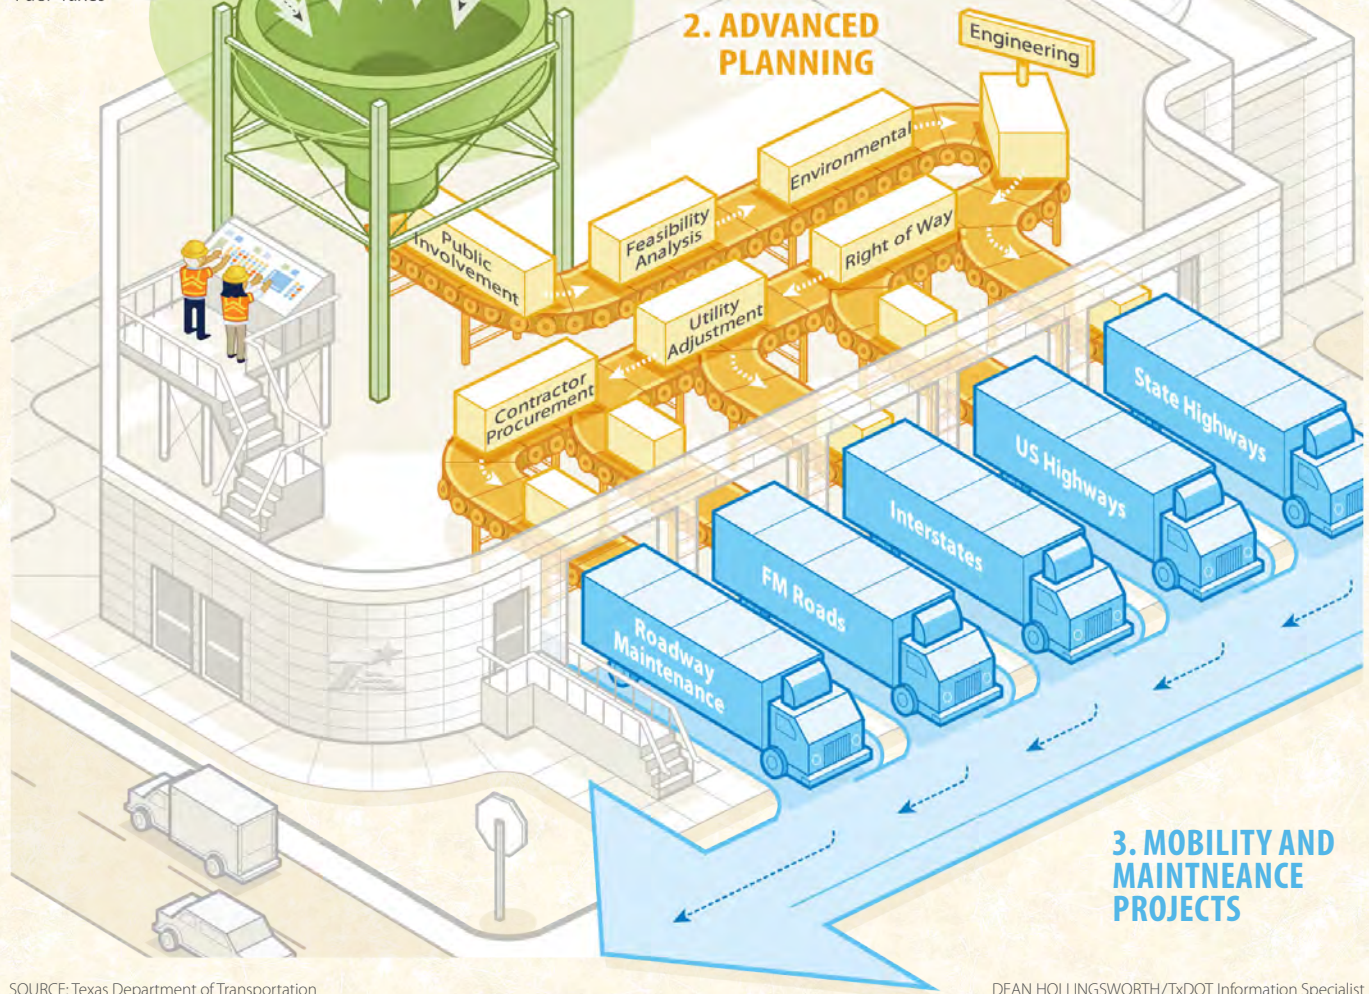 Fuel Taxes
2. ADVANCED
PLANNING
Engineering
Environmental
Feasibility
Analysis
Public
Involvement
Right of Way
Utility
Adjustment
Contractor
Procurement
State Highways
US Highways
Interstates
FM Roads
Roadway
Maintenance
3. MOBILITY AND
MAINTNEANCE
PROJECTS
SOURCE: Texas Department of Transportation
DEAN HOLLINGSWORTH/TxDOT Information Specialist